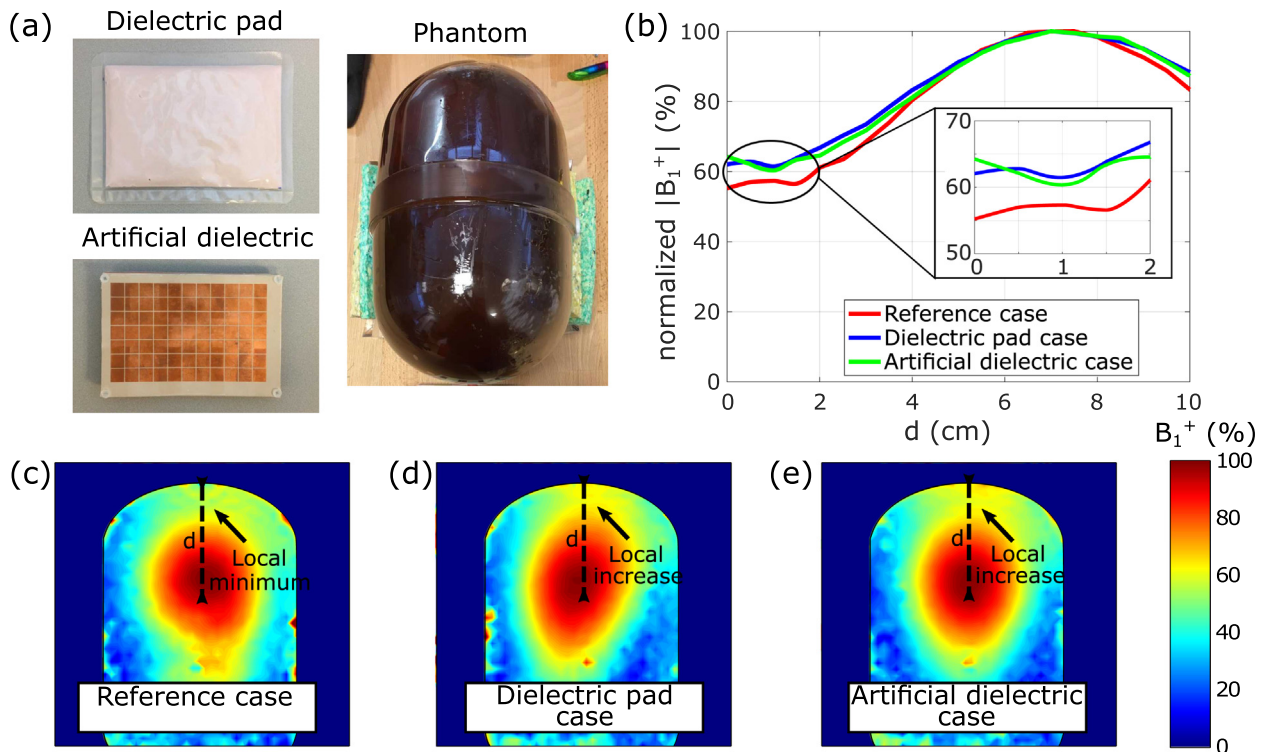 (a)
Dielectric pad
Phantom
Artificial dielectric
(b)
normalized |B₁⁺| (%)
100
80
60
40
20
0
0 2 4 6 8 10
d (cm)
70
60
50
0 1 2
Reference case
Dielectric pad case
Artificial dielectric case
(c)
d
Local
minimum
Reference case
(d)
d
Local
increase
Dielectric pad
case
(e)
d
Local
increase
Artificial dielectric
case
B₁⁺ (%)
100
80
60
40
20
0